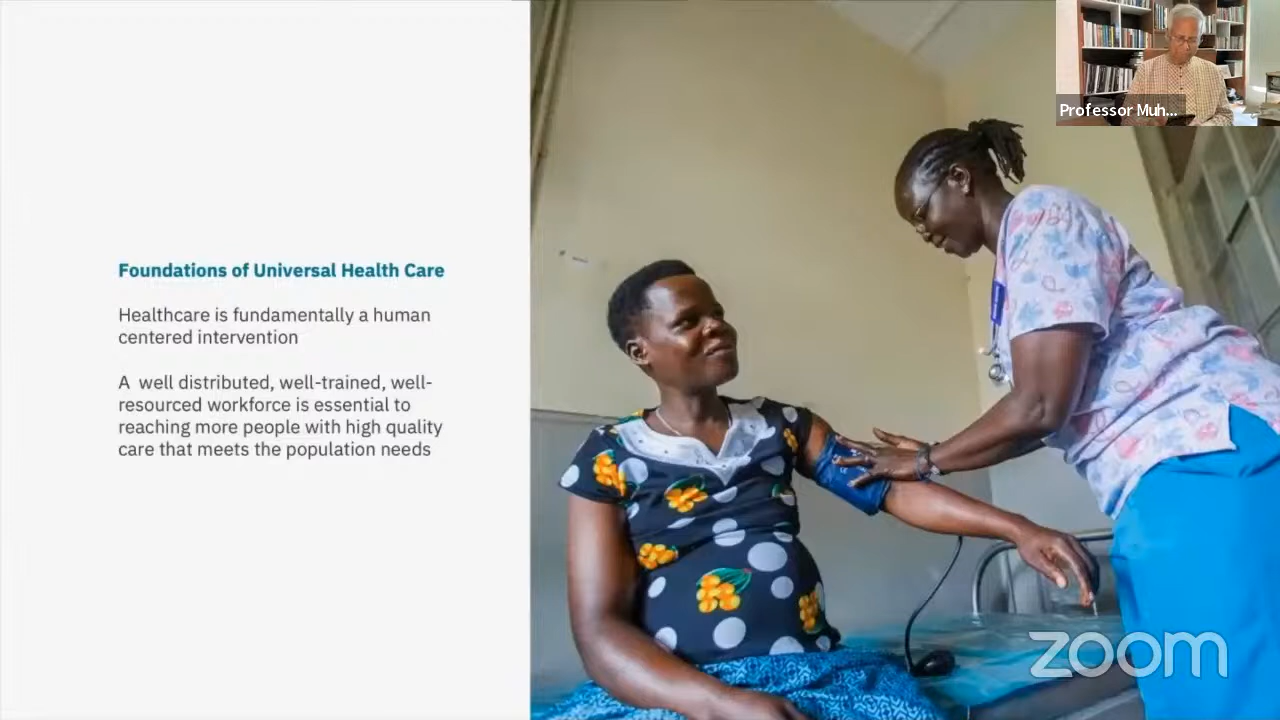 Professor Muh...
Foundations of Universal Health Care
Healthcare is fundamentally a human
centered intervention
A well distributed, well-trained, well-
resourced workforce is essential to
reaching more people with high quality
care that meets the population needs
zoom